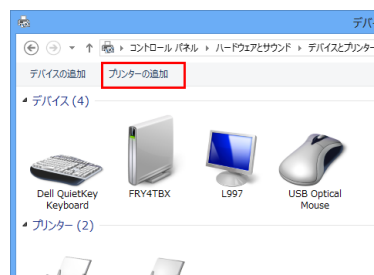 デバ
コントロール パネル ▸ ハードウェアとサウンド ▸ デバイスとプリンター
デバイスの追加 プリンターの追加
デバイス (4)
Dell QuietKey Keyboard
FRY4TBX
L997
USB Optical Mouse
プリンター (2)